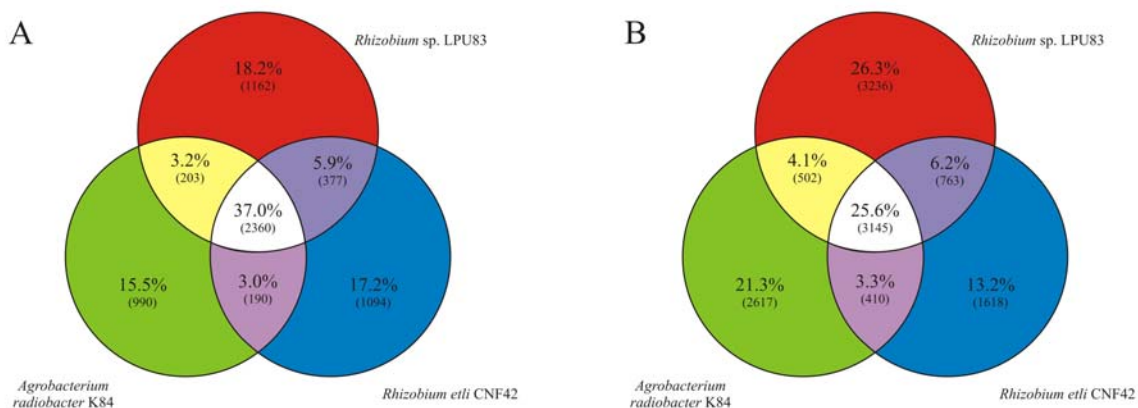 A
Rhizobium sp. LPU83
18.2%
(1162)
3.2%
(203)
5.9%
(377)
37.0%
(2360)
15.5%
(990)
3.0%
(190)
17.2%
(1094)
Agrobacterium
radiobacter K84
Rhizobium etli CNF42
B
Rhizobium sp. LPU83
26.3%
(3236)
4.1%
(502)
6.2%
(763)
25.6%
(3145)
21.3%
(2617)
3.3%
(410)
13.2%
(1618)
Agrobacterium
radiobacter K84
Rhizobium etli CNF42